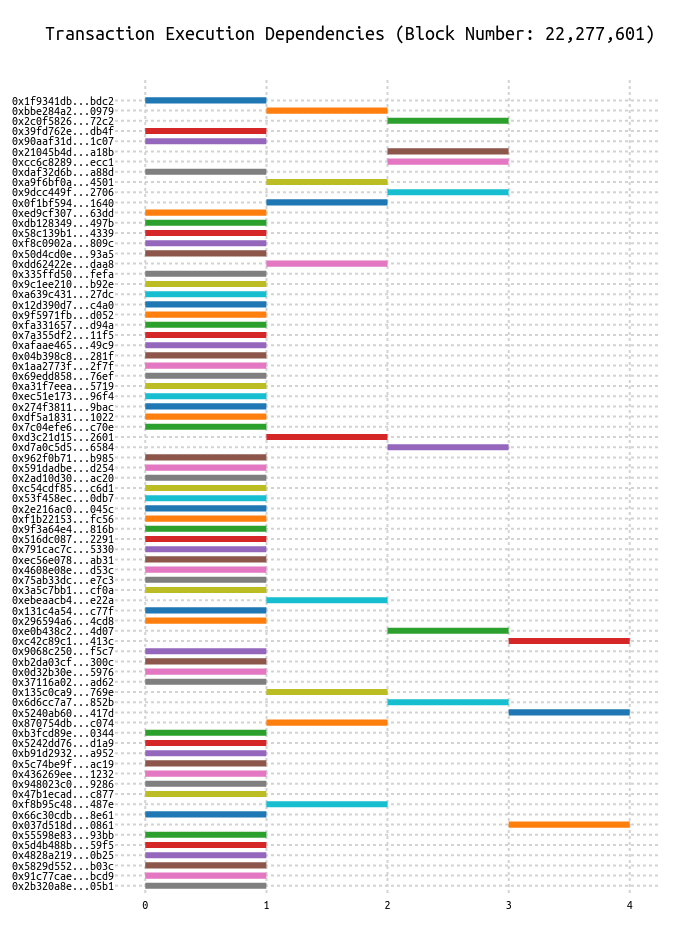 Transaction Execution Dependencies (Block Number: 22,277,601)
0x1f9341db...bdc2
0xbbe284a2...0979
0x2c0f5826...72c2
0x39fd762e...db4f
0x90aaf31d...1c07
0x21045b4d...a18b
0xcc6c8289...ecc1
0xdaf32d6b...a88d
0xa9f6bf0a...4501
0x9dcc449f...2706
0x0f1bf594...1640
0xed9cf307...63dd
0xdb128349...497b
0x58c139b1...4339
0xf8c0902a...809c
0x50d4cd0e...93a5
0xdd62422e...daa8
0x335ffd50...fefa
0x9c1ee210...b92e
0xa639c431...27dc
0x12d390d7...c4a0
0x9f5971fb...d052
0xfa331657...d94a
0x7a355df2...11f5
0xafaae465...49c9
0x04b398c8...281f
0x1aa2773f...2f7f
0x69edd858...76ef
0xa31f7eea...5719
0xec51e173...96f4
0x274f3811...9bac
0xdf5a1831...1022
0x7c04efe6...c70e
0xd3c21d15...2601
0xd7a0c5d5...6584
0x962f0b71...b985
0x591dadbe...d254
0x2ad10d30...ac20
0xc54cdf85...c6d1
0x53f458ec...0db7
0x2e216ac0...045c
0xf1b22153...fc56
0x9f3a64e4...816b
0x516dc087...2291
0x791cac7c...5330
0xec56e078...ab31
0x4608e08e...d53c
0x75ab33dc...e7c3
0x3a5c7bb1...cf0a
0xebeaacb4...e22a
0x131c4a54...c77f
0x296594a6...4cd8
0xe0b438c2...4d07
0xc42c89c1...413c
0x9068c250...f5c7
0xb2da03cf...300c
0x0d32b30e...5976
0x37116a02...ad62
0x135c0ca9...769e
0x6d6cc7a7...852b
0x5240ab60...417d
0x870754db...c074
0xb3fcd89e...0344
0x5242dd76...d1a9
0xb91d2932...a952
0x5c74be9f...ac19
0x436269ee...1232
0x948023c0...9286
0x47b1ecad...c877
0xf8b95c48...487e
0x66c30cdb...8e61
0x037d518d...0861
0x55598e83...93bb
0x5d4b488b...59f5
0x4828a219...0b25
0x5829d552...b03c
0x91c77cae...bcd9
0x2b320a8e...05b1
0 1 2 3 4